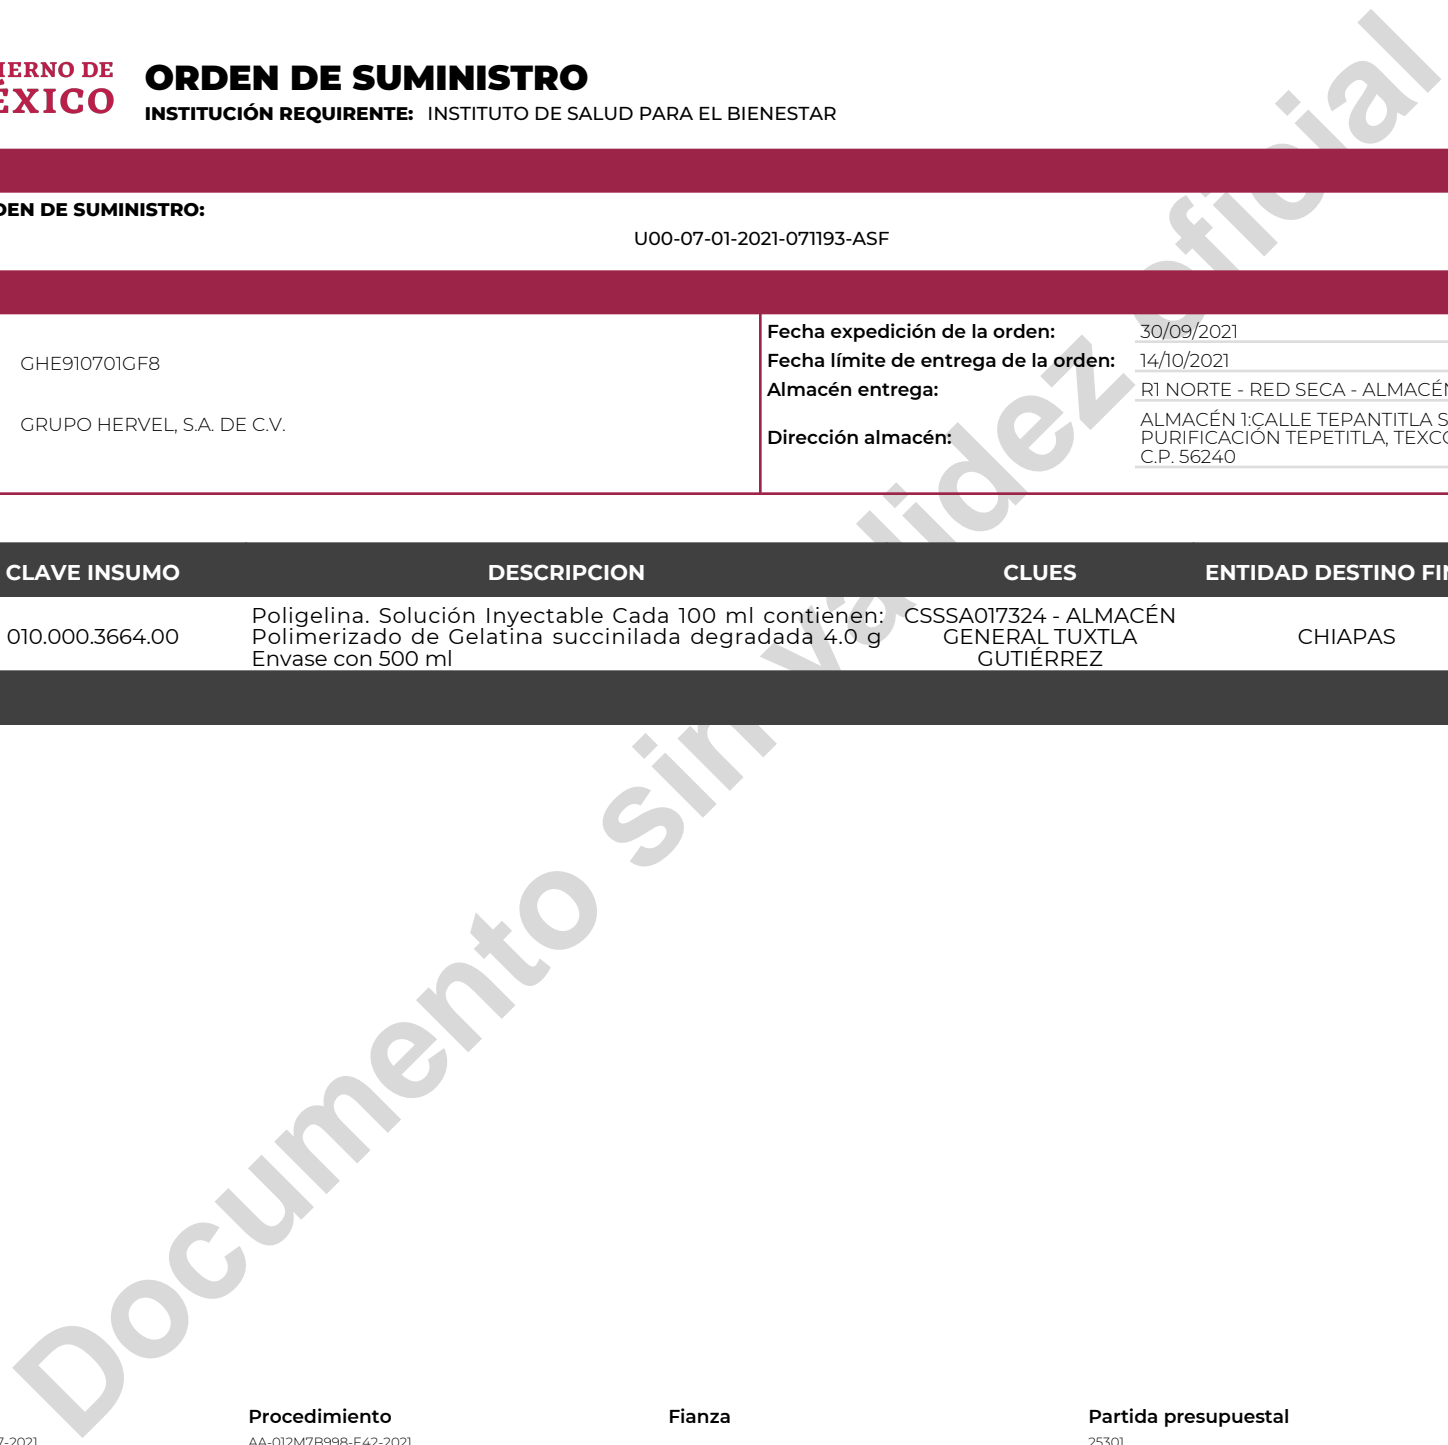 ORDEN DE SUMINISTRO
INSTITUCIÓN REQUIRENTE: INSTITUTO DE SALUD PARA EL BIENESTAR
DE
ÉXICO
DE SUMINISTRO:
U00-07-01-2021-071193-ASF
GHE910701GF8
GRUPO HERVEL, S.A. DE C.V.
Fecha expedición de la orden: 30/09/2021
Fecha límite de entrega de la orden: 14/10/2021
Almacén entrega: R1 NORTE - RED SECA - ALMACÉN
Dirección almacén:
ALMACÉN 1:CALLE TEPANTITLA
PURIFICACIÓN TEPETITLA,
C.P. 56240
CLAVE INSUMO DESCRIPCION CLUES ENTIDAD DESTINO
010.000.3664.00
Poligelina. Solución Inyectable Cada 100 ml contienen:
Polimerizado de Gelatina succinilada degradada 4.0 g
Envase con 500 ml
CSSSA017324 - ALMACÉN
GENERAL TUXTLA
GUTIÉRREZ
CHIAPAS
Documento sin validez oficial
Procedimiento Fianza Partida presupuestal
AA-012M7B998-E42-2021
25301